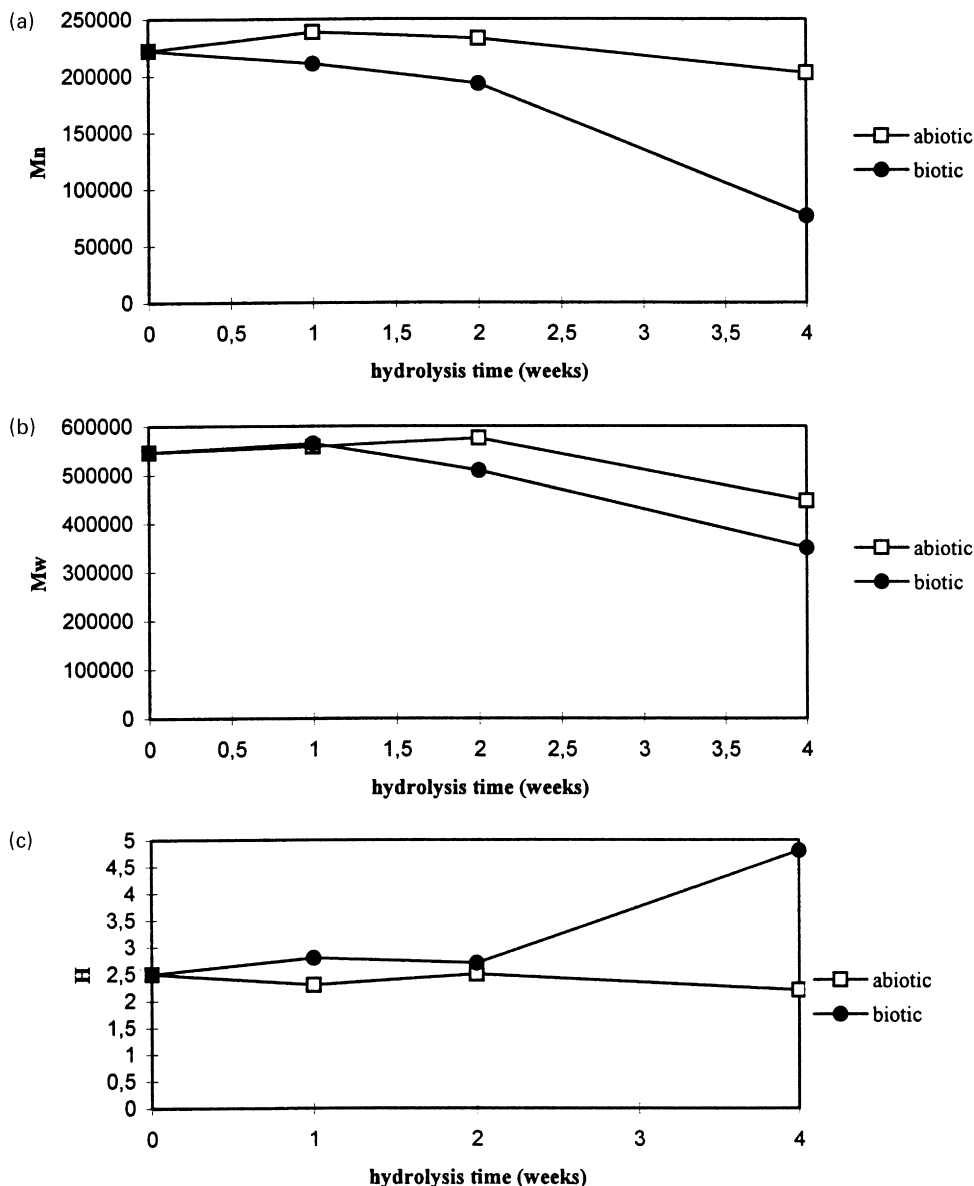 (a)
250000
200000
150000
100000
50000
0
Mn
0 0,5 1 1,5 2 2,5 3 3,5 4
hydrolysis time (weeks)
abiotic
biotic
(b)
600000
500000
400000
300000
200000
100000
0
Mw
0 0,5 1 1,5 2 2,5 3 3,5 4
hydrolysis time (weeks)
abiotic
biotic
(c)
5
4,5
4
3,5
3
2,5
2
1,5
1
0,5
0
H
0 1 2 3 4
hydrolysis time (weeks)
abiotic
biotic